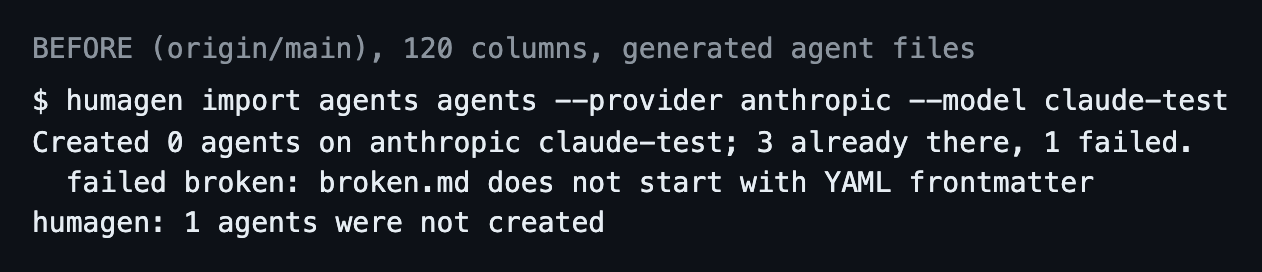 BEFORE (origin/main), 120 columns, generated agent files
$ humagen import agents agents --provider anthropic --model claude-test
Created 0 agents on anthropic claude-test; 3 already there, 1 failed.
  failed broken: broken.md does not start with YAML frontmatter
humagen: 1 agents were not created